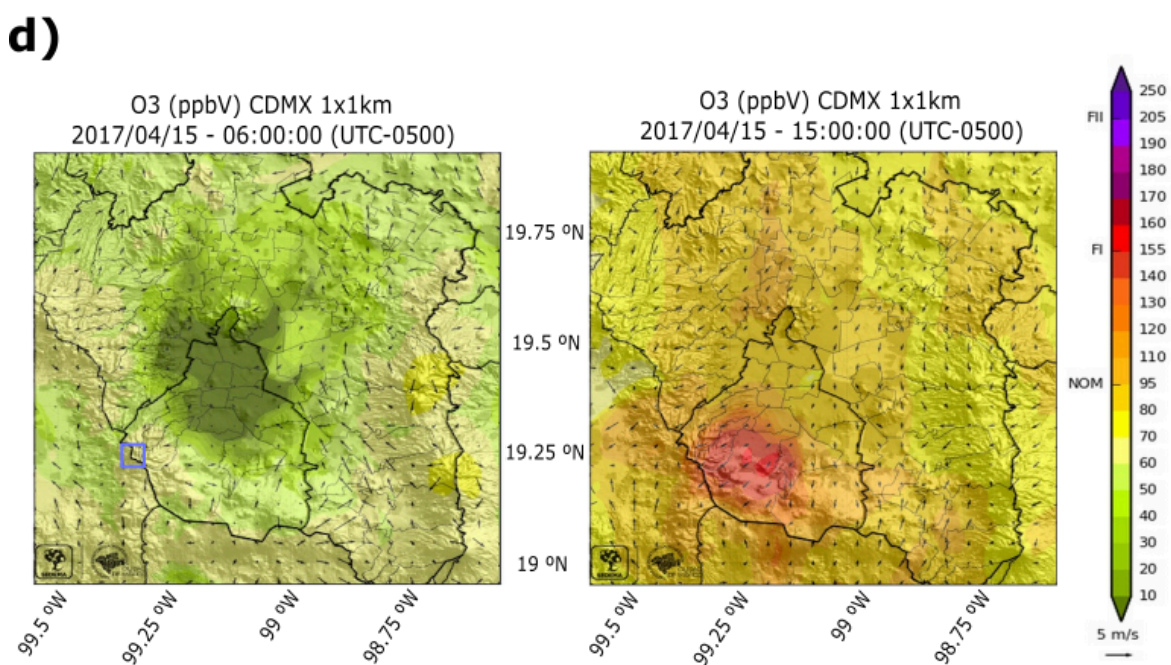 d)
O3 (ppbV) CDMX 1x1km
2017/04/15 - 06:00:00 (UTC-0500)
O3 (ppbV) CDMX 1x1km
2017/04/15 - 15:00:00 (UTC-0500)
19.75 ºN
19.5 ºN
19.25 ºN
19 ºN
99.5 ºW
99.25 ºW
99 ºW
98.75 ºW
99.5 ºW
99.25 ºW
99 ºW
98.75 ºW
250
FII
205
190
180
170
160
FI
155
140
130
120
110
NOM
95
80
70
60
50
40
30
20
10
5 m/s